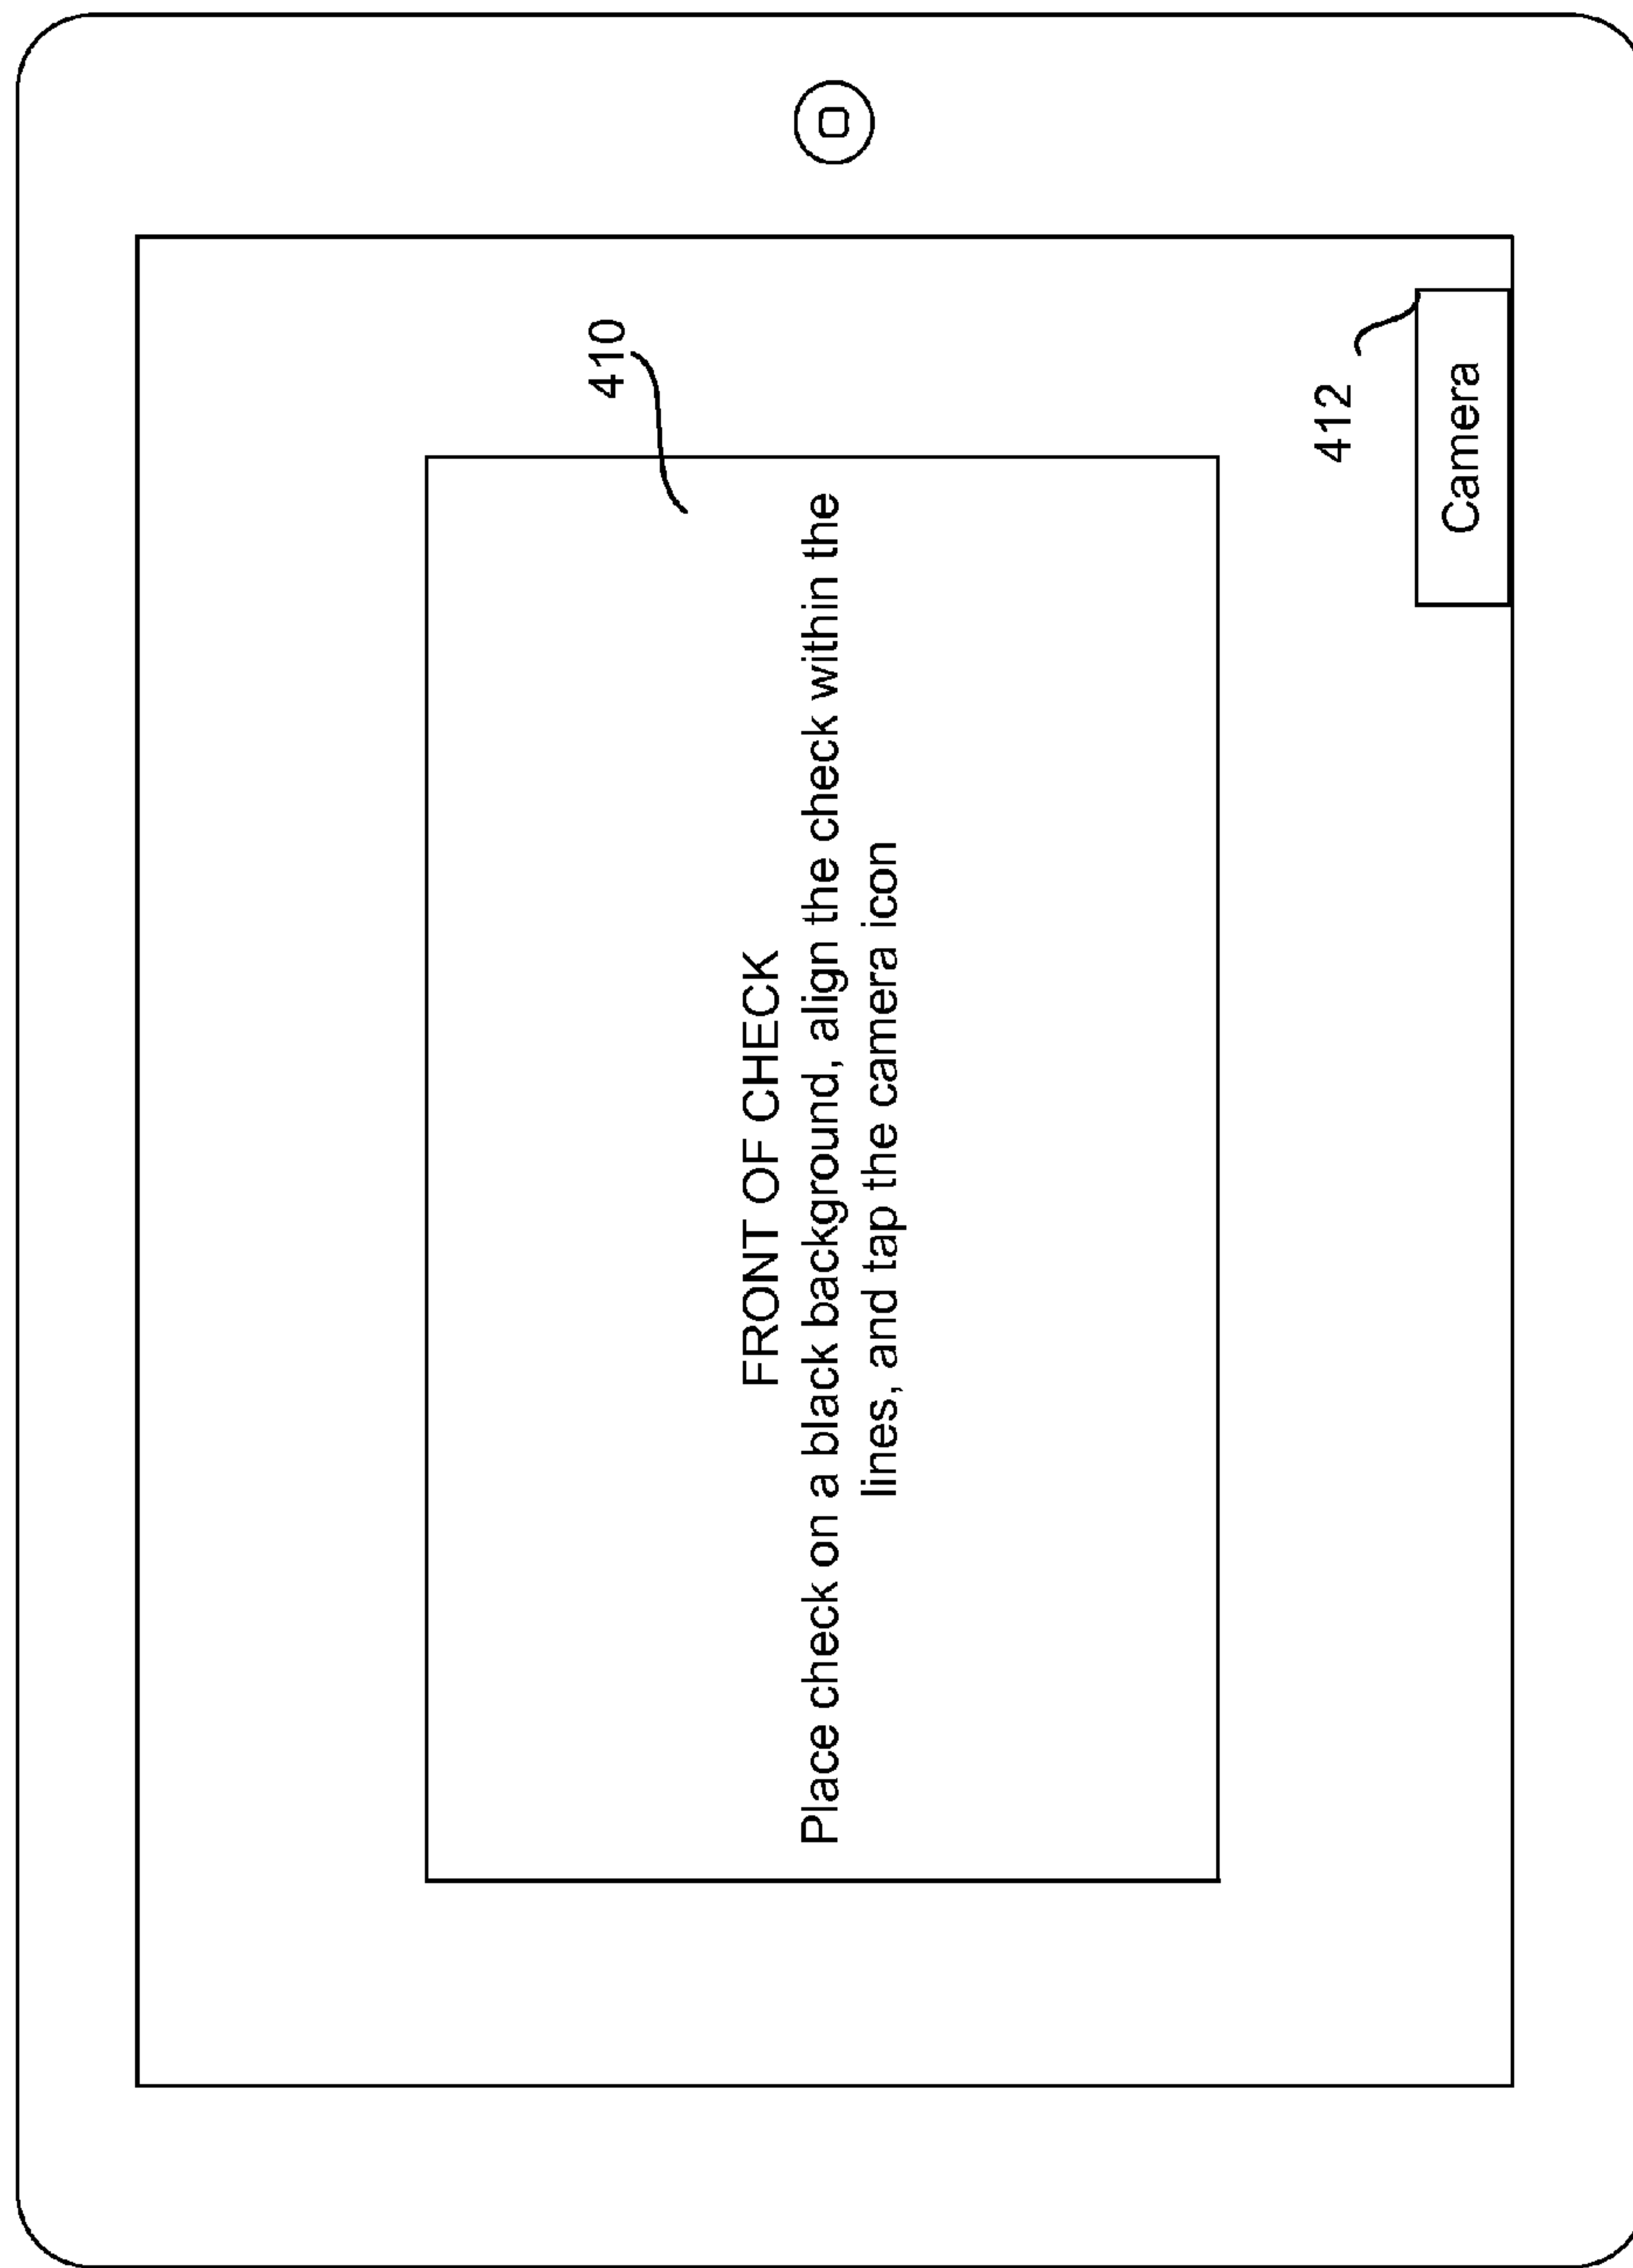 410
FRONT OF CHECK
Place check on a black background, align the check within the
lines, and tap the camera icon
412
Camera